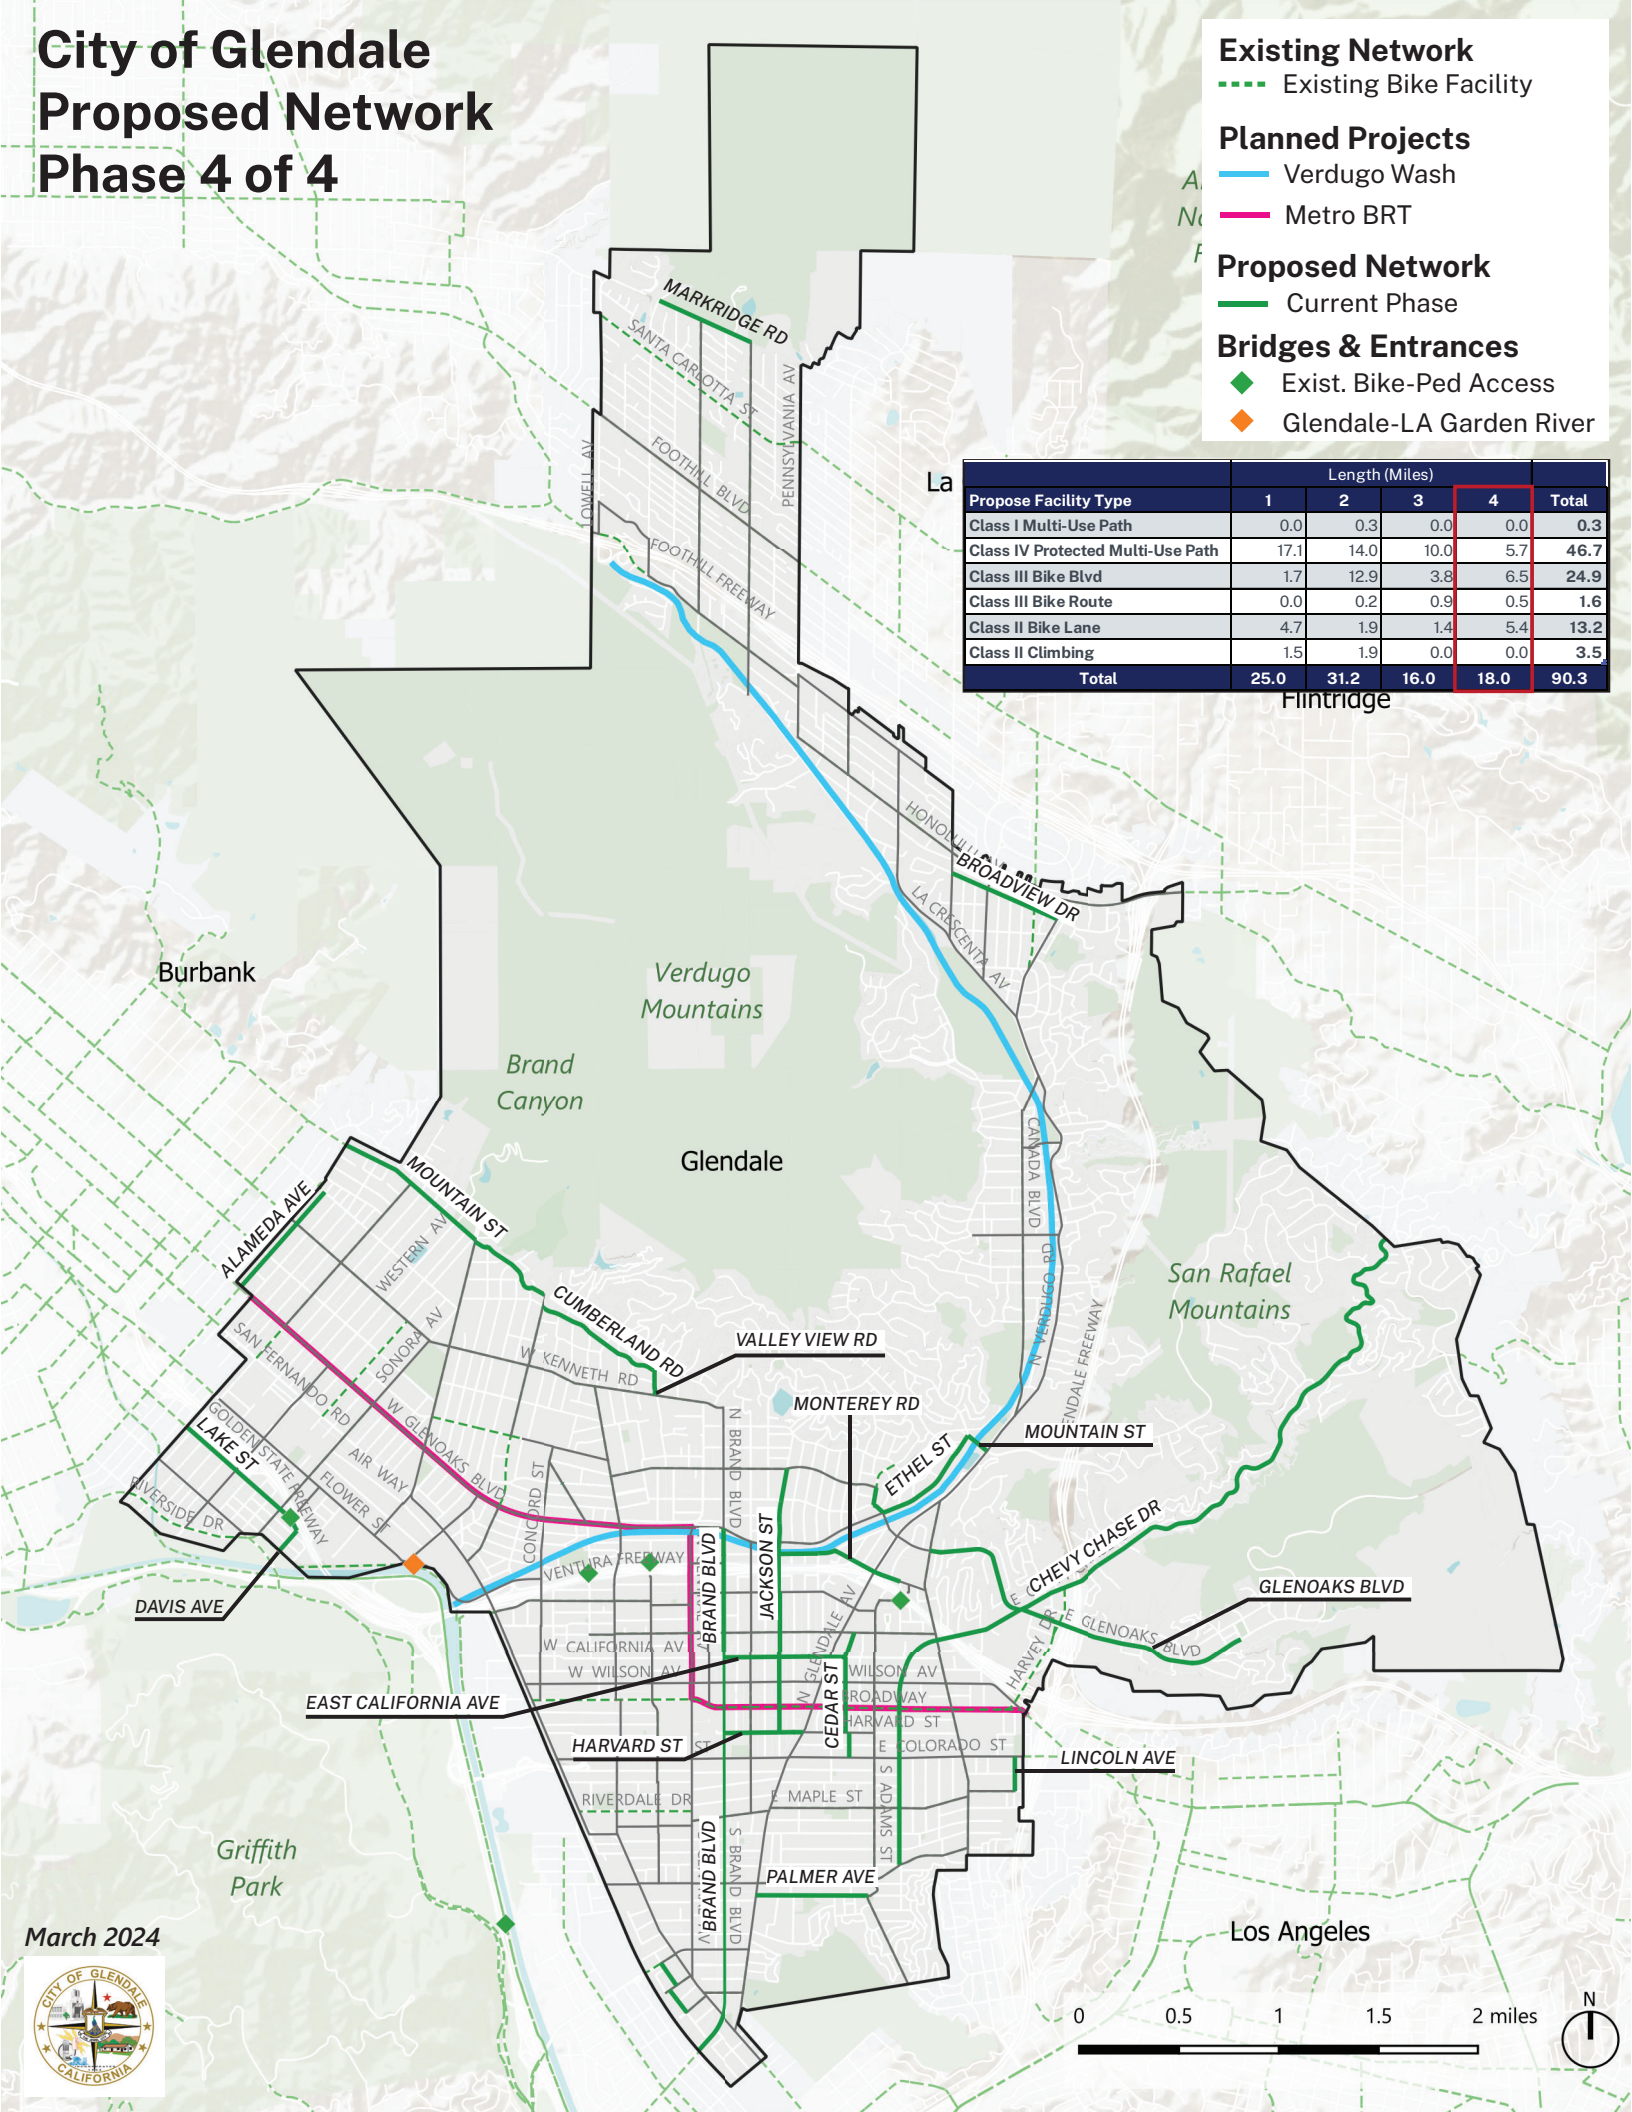 City of Glendale
Proposed Network
Phase 4 of 4
Existing Network
Existing Bike Facility
Planned Projects
Verdugo Wash
Metro BRT
Proposed Network
Current Phase
Bridges & Entrances
Exist. Bike-Ped Access
Glendale-LA Garden River
Length (Miles)
Propose Facility Type 1 2 3 4 Total
Class I Multi-Use Path 0.0 0.3 0.0 0.0 0.3
Class IV Protected Multi-Use Path 17.1 14.0 10.0 5.7 46.7
Class III Bike Blvd 1.7 12.9 3.8 6.5 24.9
Class III Bike Route 0.0 0.2 0.9 0.5 1.6
Class II Bike Lane 4.7 1.9 1.4 5.4 13.2
Class II Climbing 1.5 1.9 0.0 0.0 3.5
Total 25.0 31.2 16.0 18.0 90.3
La
Flintridge
MARKRIDGE RD
SANTA CARLOTTA ST
PENNSYLVANIA AV
LOWELL AV
FOOTHILL BLVD
FOOTHILL FREEWAY
HONOLULU
BROADVIEW DR
LA CRESCENTA AV
Burbank
Verdugo
Mountains
Brand
Canyon
Glendale
CANADA BLVD
N VERDUGO RD
San Rafael
Mountains
ALAMEDA AVE
MOUNTAIN ST
WESTERN AV
CUMBERLAND RD
VALLEY VIEW RD
SAN FERNANDO RD
SONORA AV
W KENNETH RD
W GLENOAKS BLVD
MONTEREY RD
MOUNTAIN ST
ETHEL ST
GOLDEN STATE FREEWAY
LAKE ST
AIR WAY
FLOWER ST
RIVERSIDE DR
CONCORD ST
N BRAND BLVD
JACKSON ST
BRAND BLVD
VENTURA FREEWAY
CHEVY CHASE DR
GLENOAKS BLVD
E GLENOAKS BLVD
HARVEY DR
DAVIS AVE
W CALIFORNIA AV
W WILSON AV
N GLENDALE AV
WILSON AV
BROADWAY
CEDAR ST
HARVARD ST
EAST CALIFORNIA AVE
HARVARD ST
ST
E COLORADO ST
LINCOLN AVE
RIVERDALE DR
E MAPLE ST
S ADAMS ST
BRAND BLVD
S BRAND BLVD
PALMER AVE
Griffith
Park
Los Angeles
March 2024
CITY OF GLENDALE
CALIFORNIA
0 0.5 1 1.5 2 miles
N